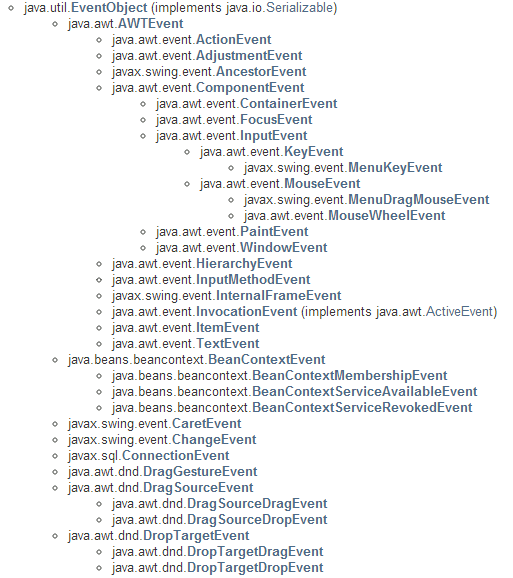 java.util.EventObject (implements java.io.Serializable)
java.awt.AWTEvent
java.awt.event.ActionEvent
java.awt.event.AdjustmentEvent
javax.swing.event.AncestorEvent
java.awt.event.ComponentEvent
java.awt.event.ContainerEvent
java.awt.event.FocusEvent
java.awt.event.InputEvent
java.awt.event.KeyEvent
javax.swing.event.MenuKeyEvent
java.awt.event.MouseEvent
javax.swing.event.MenuDragMouseEvent
java.awt.event.MouseWheelEvent
java.awt.event.PaintEvent
java.awt.event.WindowEvent
java.awt.event.HierarchyEvent
java.awt.event.InputMethodEvent
javax.swing.event.InternalFrameEvent
java.awt.event.InvocationEvent (implements java.awt.ActiveEvent)
java.awt.event.ItemEvent
java.awt.event.TextEvent
java.beans.beancontext.BeanContextEvent
java.beans.beancontext.BeanContextMembershipEvent
java.beans.beancontext.BeanContextServiceAvailableEvent
java.beans.beancontext.BeanContextServiceRevokedEvent
javax.swing.event.CaretEvent
javax.swing.event.ChangeEvent
javax.sql.ConnectionEvent
java.awt.dnd.DragGestureEvent
java.awt.dnd.DragSourceEvent
java.awt.dnd.DragSourceDragEvent
java.awt.dnd.DragSourceDropEvent
java.awt.dnd.DropTargetEvent
java.awt.dnd.DropTargetDragEvent
java.awt.dnd.DropTargetDropEvent